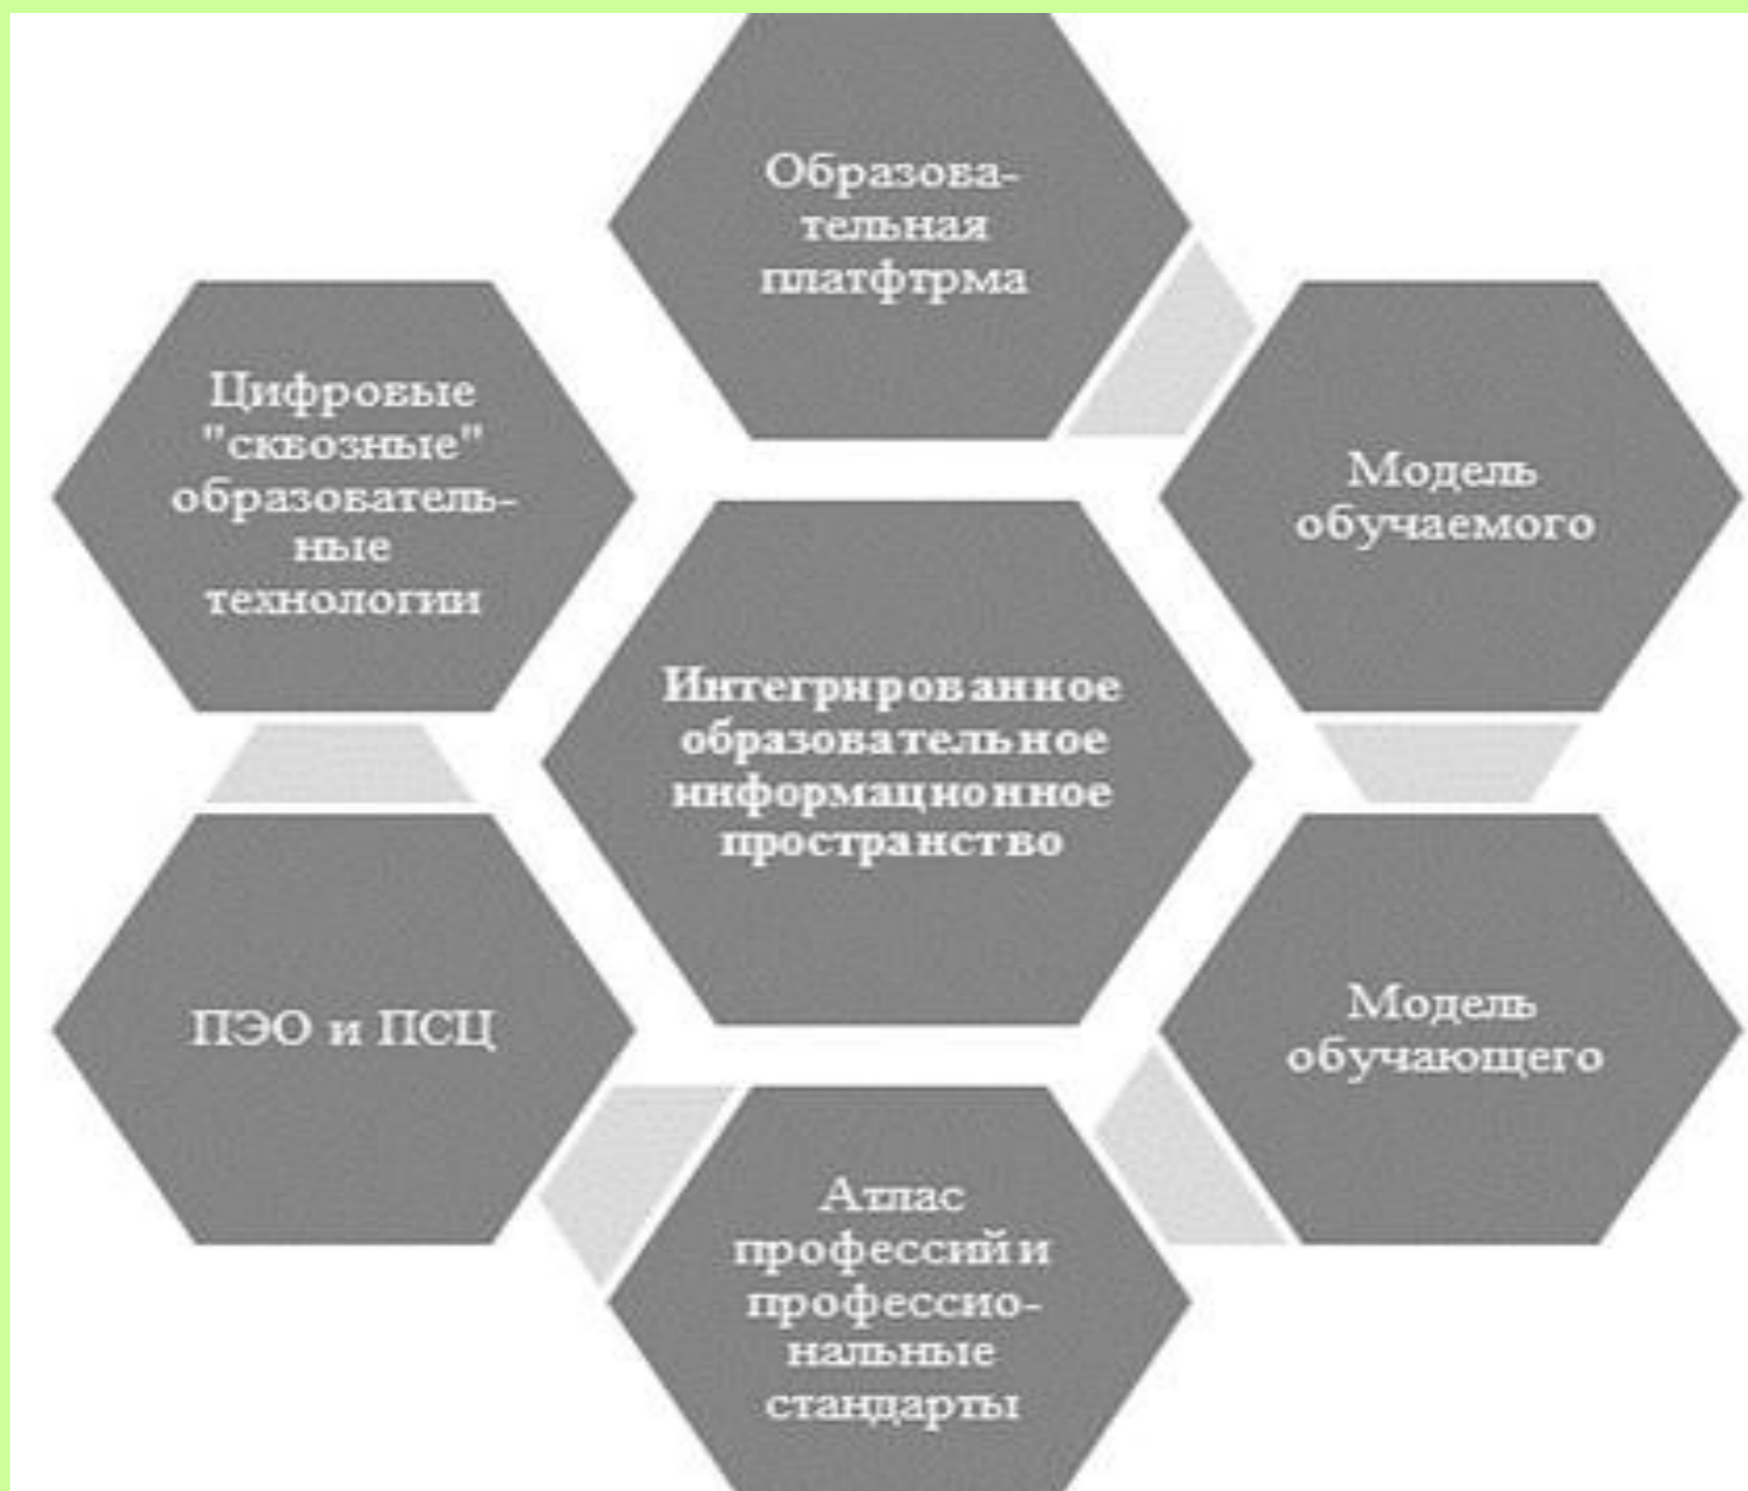 Образова-
тельная
платфтрма
Цифровые
"сквозные"
образователь-
ные
технологии
Модель
обучаемого
Интегрированное
образовательное
информационное
пространство
ПЭО и ПСЦ
Модель
обучающего
Атлас
профессий и
профессио-
нальные
стандарты